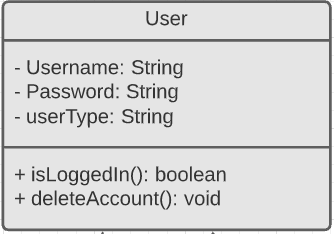 User
- Username: String
- Password: String
- userType: String
+ isLoggedIn(): boolean
+ deleteAccount(): void